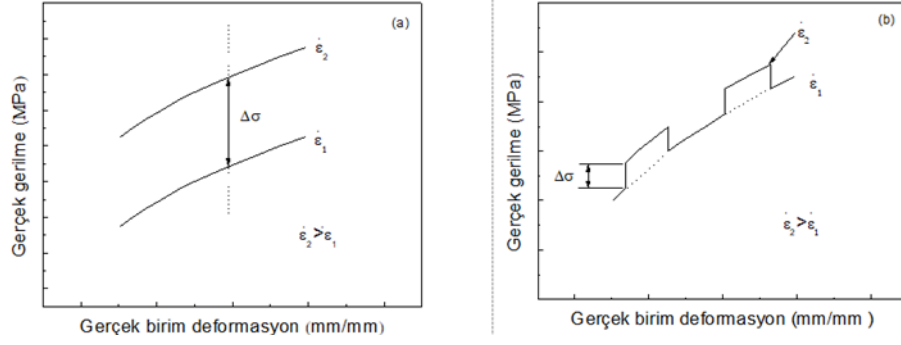 (a)
ε̇₂
Δσ
ε̇₁
ε̇₂>ε̇₁
Gerçek gerilme (MPa)
Gerçek birim deformasyon (mm/mm)
(b)
ε̇₂
ε̇₁
Δσ
ε̇₂>ε̇₁
Gerçek gerilme (MPa)
Gerçek birim deformasyon (mm/mm )